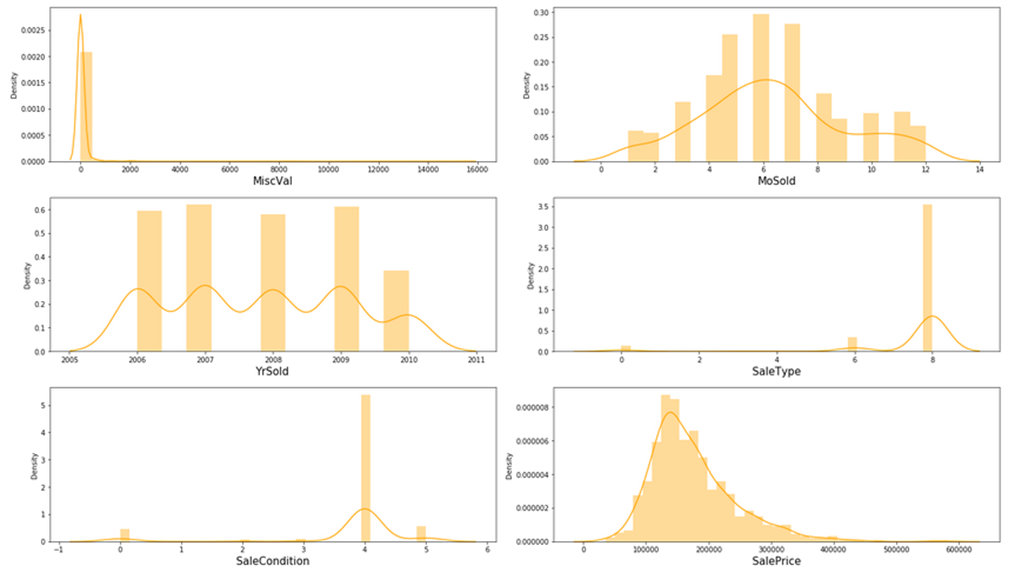 0.0025
0.0020
0.0015
0.0010
0.0005
0.0000
Density
0 2000 4000 6000 8000 10000 12000 14000 16000
MiscVal
0.30
0.25
0.20
0.15
0.10
0.05
0.00
Density
0 2 4 6 8 10 12 14
MoSold
0.6
0.5
0.4
0.3
0.2
0.1
0.0
Density
2005 2006 2007 2008 2009 2010 2011
YrSold
3.5
3.0
2.5
2.0
1.5
1.0
0.5
0.0
Density
0 2 4 6 8
SaleType
5
4
3
2
1
0
Density
−1 0 1 2 3 4 5 6
SaleCondition
0.000008
0.000006
0.000004
0.000002
0.000000
Density
0 100000 200000 300000 400000 500000 600000
SalePrice